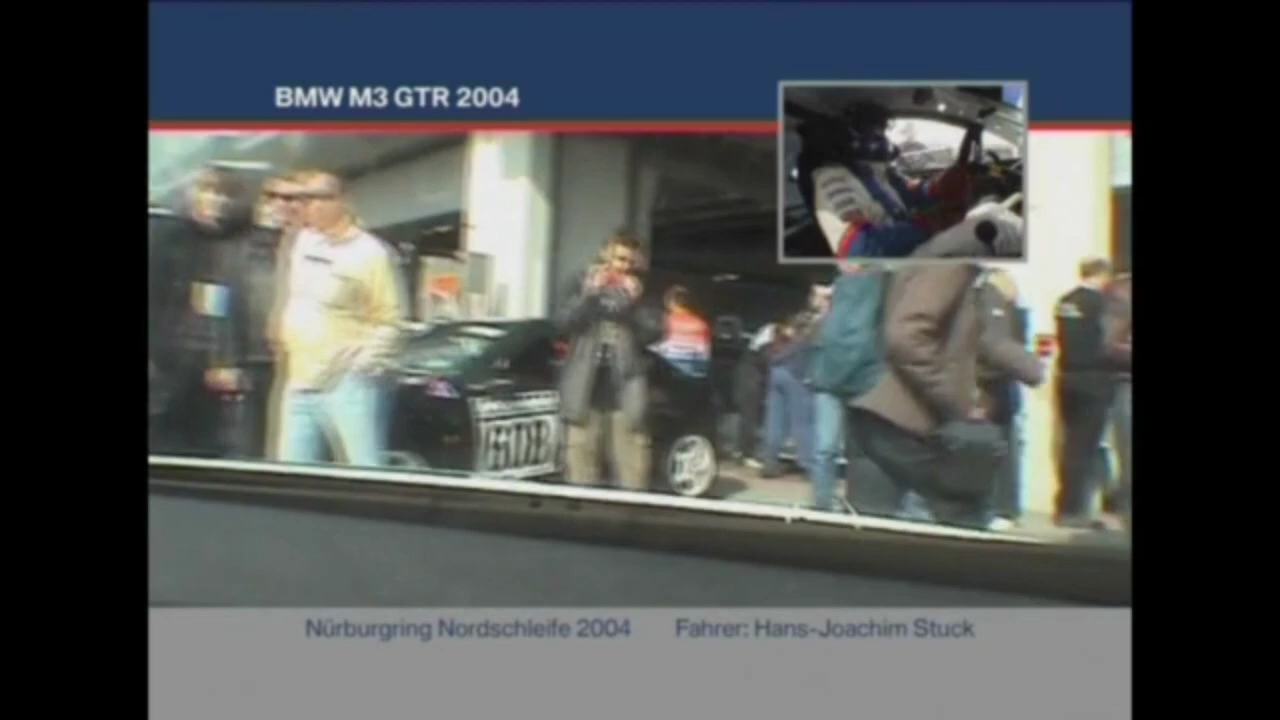 BMW M3 GTR 2004
Nürburgring Nordschleife 2004 Fahrer: Hans-Joachim Stuck